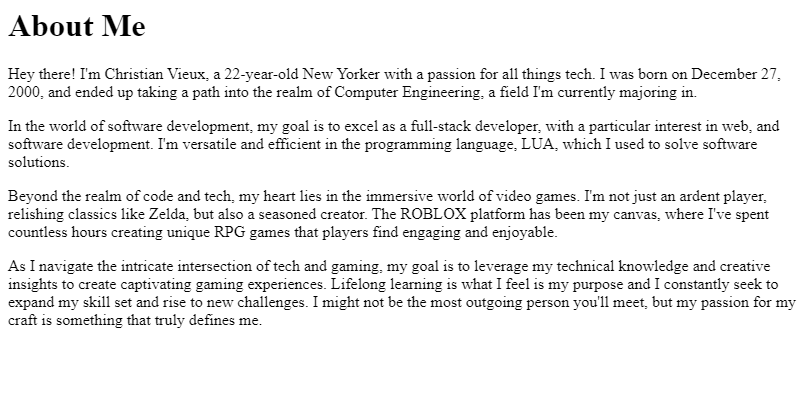 About Me
Hey there! I'm Christian Vieux, a 22-year-old New Yorker with a passion for all things tech. I was born on December 27,
2000, and ended up taking a path into the realm of Computer Engineering, a field I'm currently majoring in.
In the world of software development, my goal is to excel as a full-stack developer, with a particular interest in web, and
software development. I'm versatile and efficient in the programming language, LUA, which I used to solve software
solutions.
Beyond the realm of code and tech, my heart lies in the immersive world of video games. I'm not just an ardent player,
relishing classics like Zelda, but also a seasoned creator. The ROBLOX platform has been my canvas, where I've spent
countless hours creating unique RPG games that players find engaging and enjoyable.
As I navigate the intricate intersection of tech and gaming, my goal is to leverage my technical knowledge and creative
insights to create captivating gaming experiences. Lifelong learning is what I feel is my purpose and I constantly seek to
expand my skill set and rise to new challenges. I might not be the most outgoing person you'll meet, but my passion for my
craft is something that truly defines me.